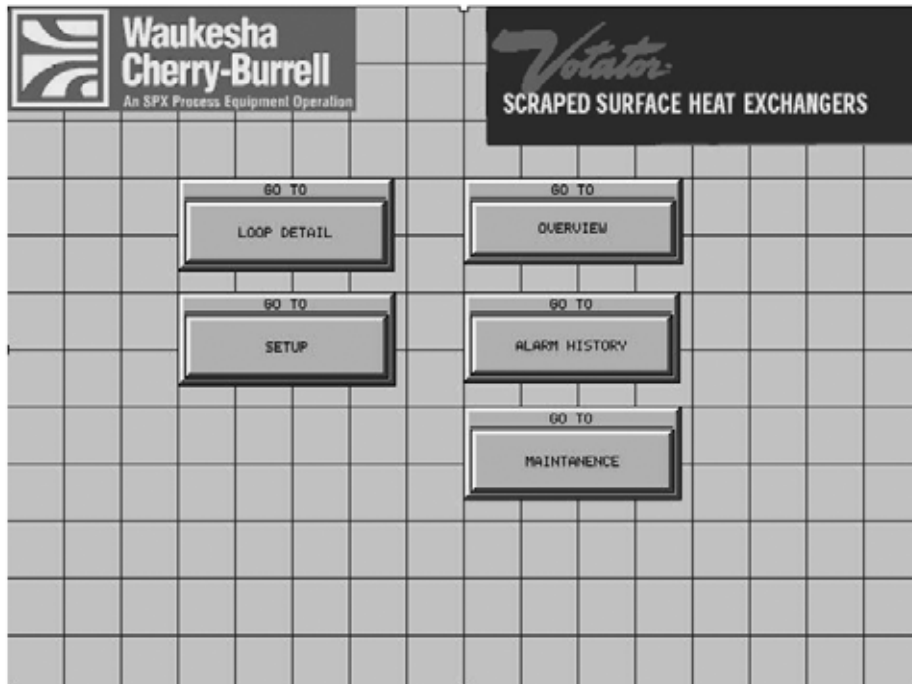 Waukesha
Cherry-Burrell
An SPX Process Equipment Operation
Votator
SCRAPED SURFACE HEAT EXCHANGERS
GO TO
LOOP DETAIL
GO TO
OVERVIEW
GO TO
SETUP
GO TO
ALARM HISTORY
GO TO
MAINTANENCE